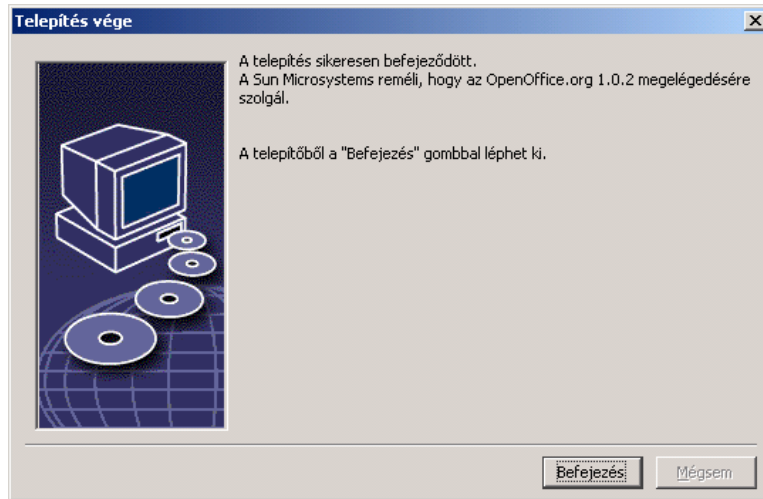 Telepítés vége
A telepítés sikeresen befejeződött.
A Sun Microsystems reméli, hogy az OpenOffice.org 1.0.2 megelégedésére
szolgál.
A telepítőből a "Befejezés" gombbal léphet ki.
Befejezés
Mégsem